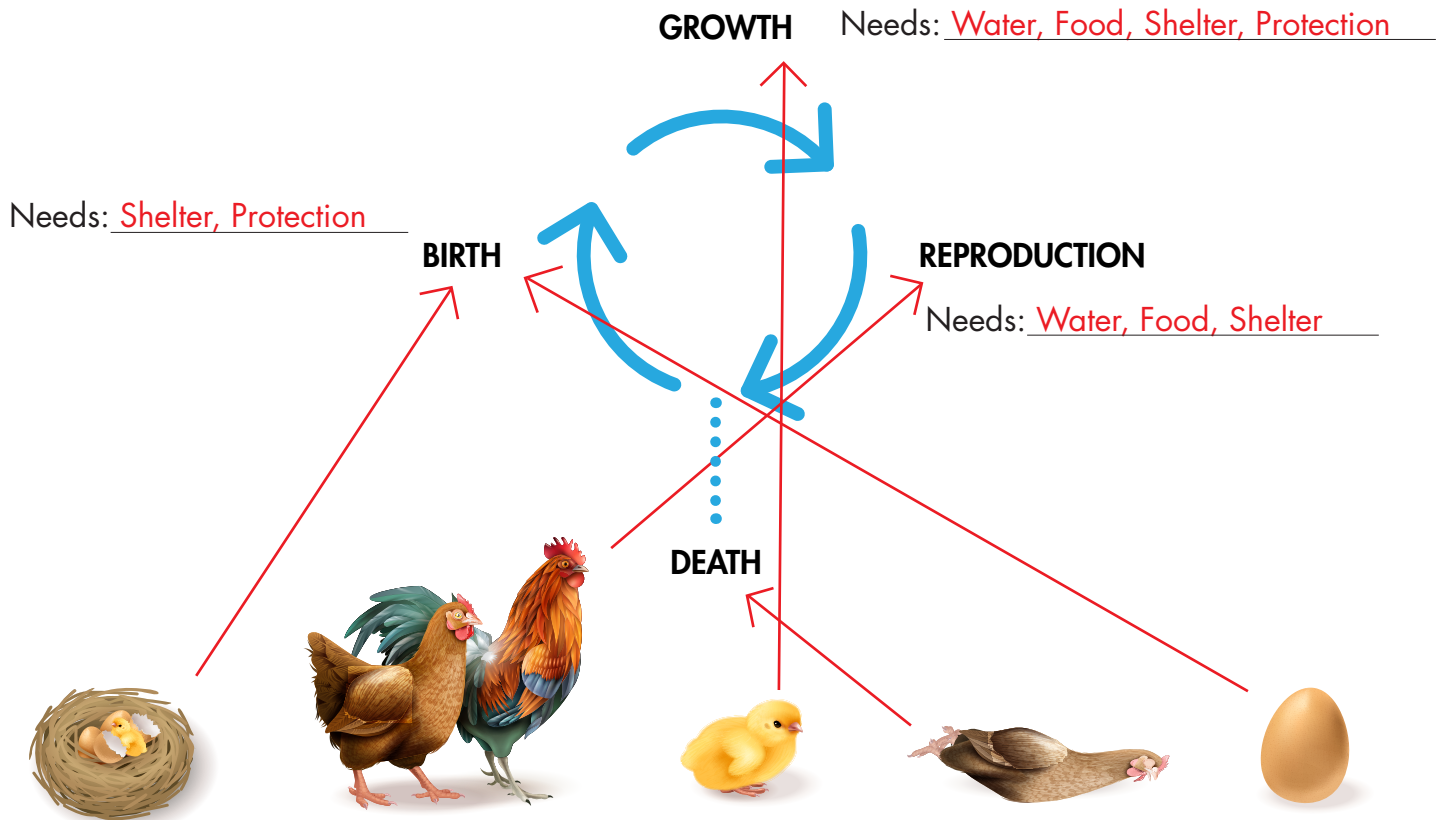 GROWTH Needs: Water, Food, Shelter, Protection
Needs: Shelter, Protection
BIRTH
REPRODUCTION
Needs: Water, Food, Shelter
DEATH